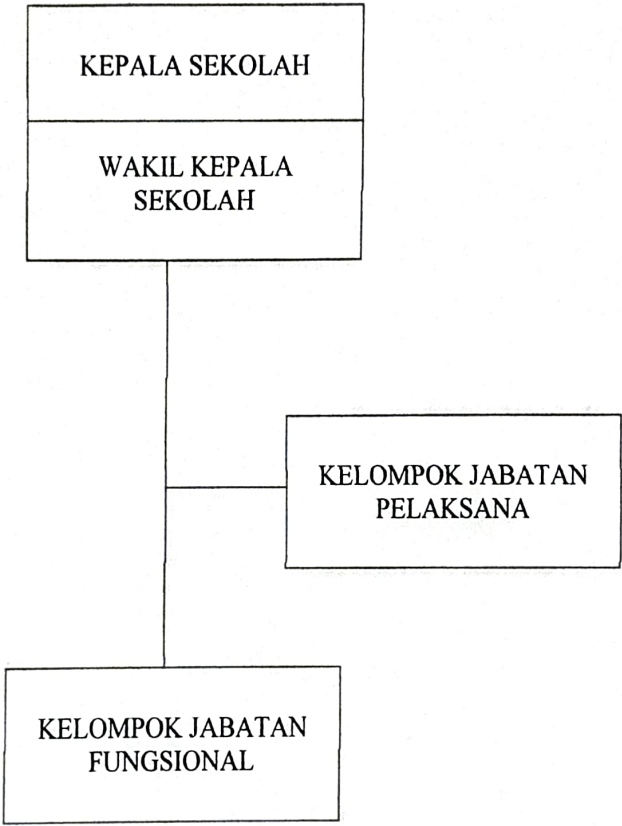 KEPALA SEKOLAH
WAKIL KEPALA
SEKOLAH
KELOMPOK JABATAN
PELAKSANA
KELOMPOK JABATAN
FUNGSIONAL